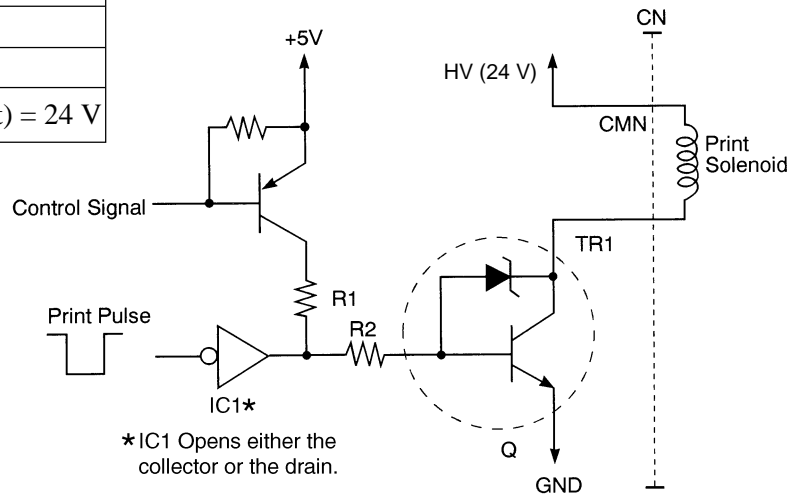 t) = 24 V
+5V
CN
HV (24 V)
CMN
Print
Solenoid
Control Signal
TR1
R1
Print Pulse
R2
IC1*
*IC1 Opens either the
collector or the drain.
Q
GND